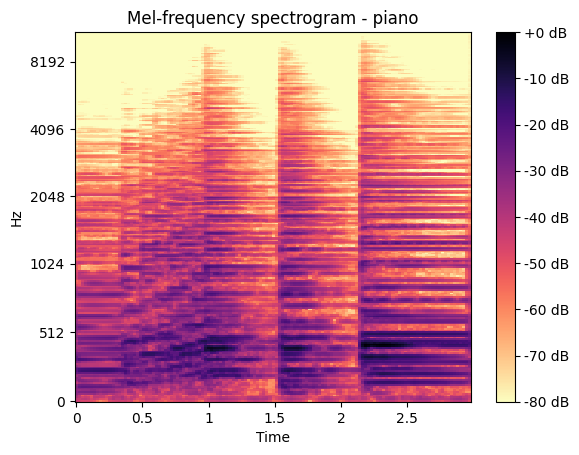 Mel-frequency spectrogram - piano
8192
4096
2048
1024
512
0
Hz
0
0.5
1
1.5
2
2.5
Time
+0 dB
-10 dB
-20 dB
-30 dB
-40 dB
-50 dB
-60 dB
-70 dB
-80 dB